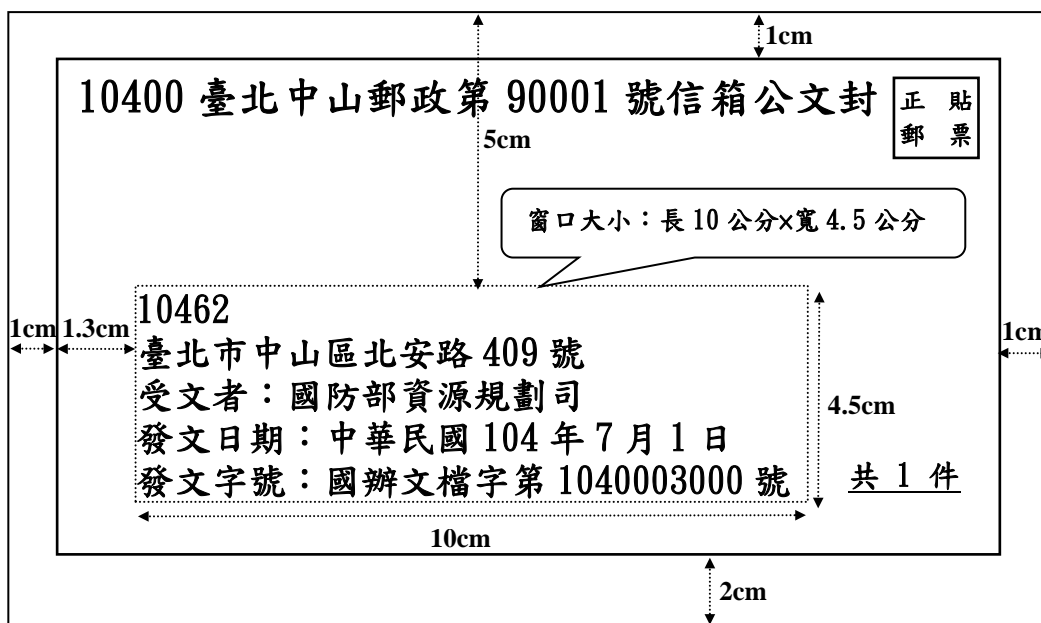 1cm
10400 臺北中山郵政第 90001 號信箱公文封
正 貼
郵 票
5cm
窗口大小：長 10 公分×寬 4.5 公分
10462
1cm 1.3cm
1cm
臺北市中山區北安路 409 號
受文者：國防部資源規劃司
4.5cm
發文日期：中華民國 104 年 7 月 1 日
發文字號：國辦文檔字第 1040003000 號
共 1 件
10cm
2cm